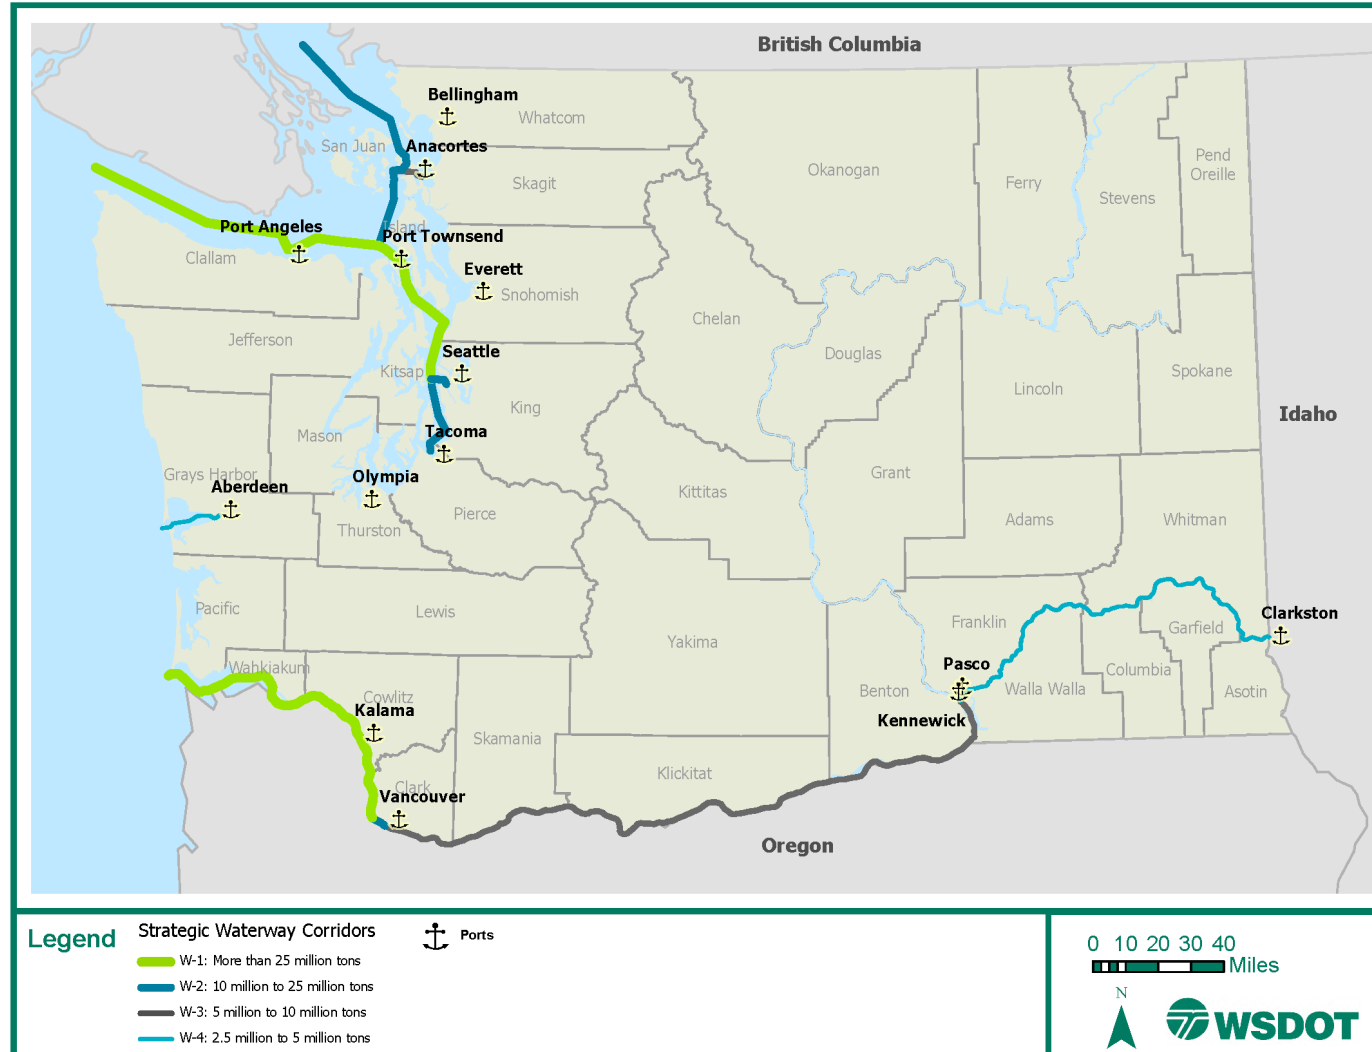 British Columbia
Bellingham
Whatcom
San Juan
Anacortes
Okanogan
Pend
Oreille
Skagit
Ferry
Stevens
Port Angeles
Island
Port Townsend
Clallam
Everett
Snohomish
Chelan
Jefferson
Seattle
Douglas
Kitsap
Spokane
Lincoln
King
Idaho
Tacoma
Mason
Grays Harbor
Olympia
Grant
Aberdeen
Kittitas
Pierce
Adams
Whitman
Thurston
Pacific
Lewis
Clarkston
Franklin
Garfield
Yakima
Wahkiakum
Pasco
Columbia
Benton
Walla Walla
Asotin
Cowlitz
Kalama
Kennewick
Skamania
Klickitat
Clark
Vancouver
Oregon
Legend
Strategic Waterway Corridors
Ports
W-1: More than 25 million tons
W-2: 10 million to 25 million tons
W-3: 5 million to 10 million tons
W-4: 2.5 million to 5 million tons
0 10 20 30 40
Miles
N
WSDOT